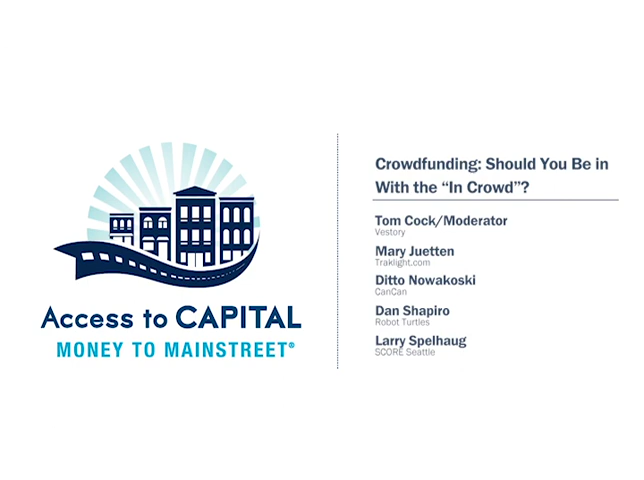 Access to CAPITAL
MONEY TO MAINSTREET®
Crowdfunding: Should You Be in
With the “In Crowd”?
Tom Cock/Moderator
Vestory
Mary Juetten
Traklight.com
Ditto Nowakoski
CanCan
Dan Shapiro
Robot Turtles
Larry Spelhaug
SCORE Seattle